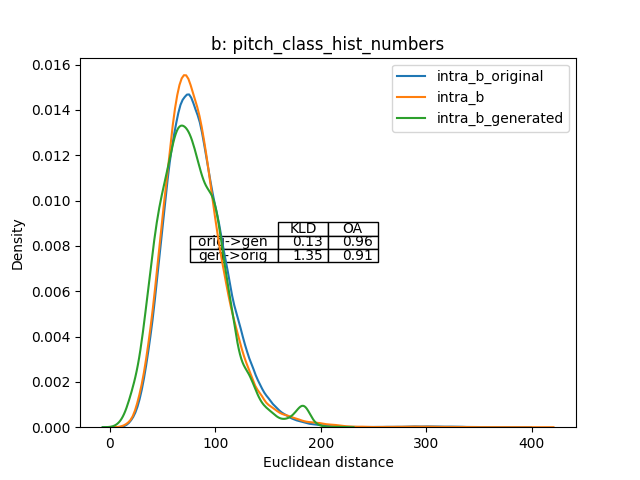 b: pitch_class_hist_numbers
intra_b_original
intra_b
intra_b_generated
KLD OA
orig->gen 0.13 0.96
gen->orig 1.35 0.91
Density
0.016
0.014
0.012
0.010
0.008
0.006
0.004
0.002
0.000
0 100 200 300 400
Euclidean distance